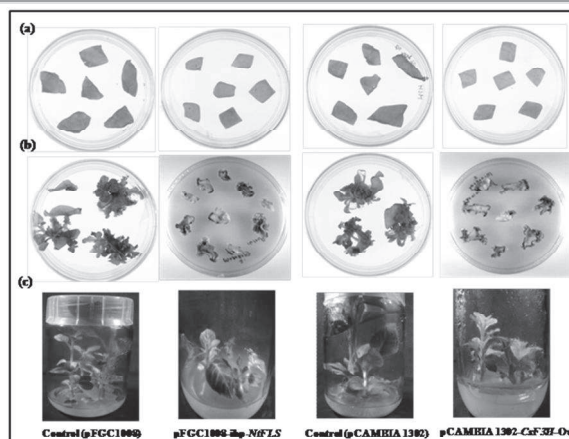 (a)
(b)
(c)
Control (pFGC1008)
pFGC1008-ihp-NtFLS
Control (pCAMBIA 1302)
pCAMBIA 1302-CsF3H-Ov